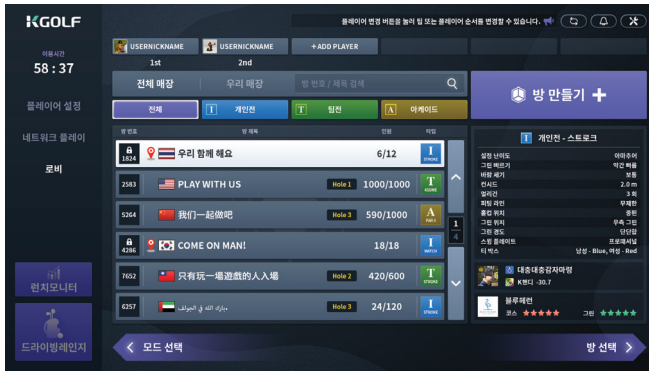 KGOLF
플레이어 변경 버튼을 눌러 팀 또는 플레이어 순서를 변경할 수 있습니다.
이용시간
58 : 37
플레이어 설정
네트워크 플레이
로비
런치모니터
드라이빙레인지
USERNICKNAME
USERNICKNAME
+ ADD PLAYER
1st
2nd
전체 매장
우리 매장
방 번호 / 제목 검색
전체
I 개인전
T 팀전
A 아케이드
방 번호 방 제목 인원 타입
1824 우리 함께 해요 6/12 I STROKE
2583 PLAY WITH US Hole 1 1000/1000 T
5264 我们一起做吧 Hole 3 590/1000 A
4286 COME ON MAN! 18/18 I MATCH
7652 只有玩一場遊戲的人入場 Hole 2 420/600 T STROKE
6257 بارك الله في الجولف. Hole 3 24/120 I STROKE
1
4
방 만들기 +
I 개인전 - 스트로크
설정 난이도 아마추어
그린 빠르기 약간 빠름
바람 세기 보통
컨시드 2.0 m
멀리건 3 회
퍼팅 라인 무제한
홀컵 위치 중핀
그린 위치 우측 그린
그린 경도 단단함
스윙 플레이트 프로페셔널
티 박스 남성 - Blue, 여성 - Red
대충대충감자마령
K핸디 -30.7
블루헤런
코스 ★★★★★ 그린 ★★★★★
모드 선택
방 선택